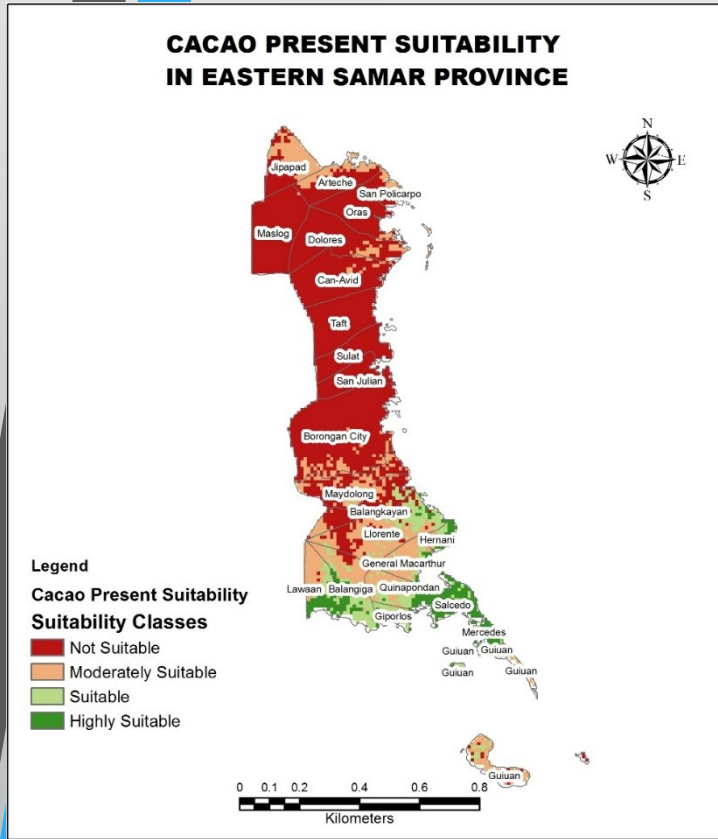 CACAO PRESENT SUITABILITY
IN EASTERN SAMAR PROVINCE
N
W E
S
Jipapad
Arteche
San Policarpo
Oras
Maslog
Dolores
Can-Avid
Taft
Sulat
San Julian
Borongan City
Maydolong
Balangkayan
Llorente
Hernani
General Macarthur
Lawaan Balangiga Quinapondan
Salcedo
Giporlos
Mercedes
Guiuan Guiuan
Guiuan Guiuan
Guiuan
Legend
Cacao Present Suitability
Suitability Classes
Not Suitable
Moderately Suitable
Suitable
Highly Suitable
0 0.1 0.2 0.4 0.6 0.8
Kilometers